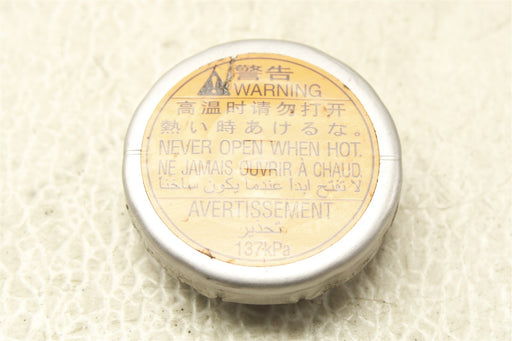 警告
WARNING
高温时请勿打开
熱い時あけるな。
NEVER OPEN WHEN HOT.
NE JAMAIS OUVRIR À CHAUD.
لا تفتح ابدا عندما يكون ساخنا
AVERTISSEMENT
تحذير
137kPa